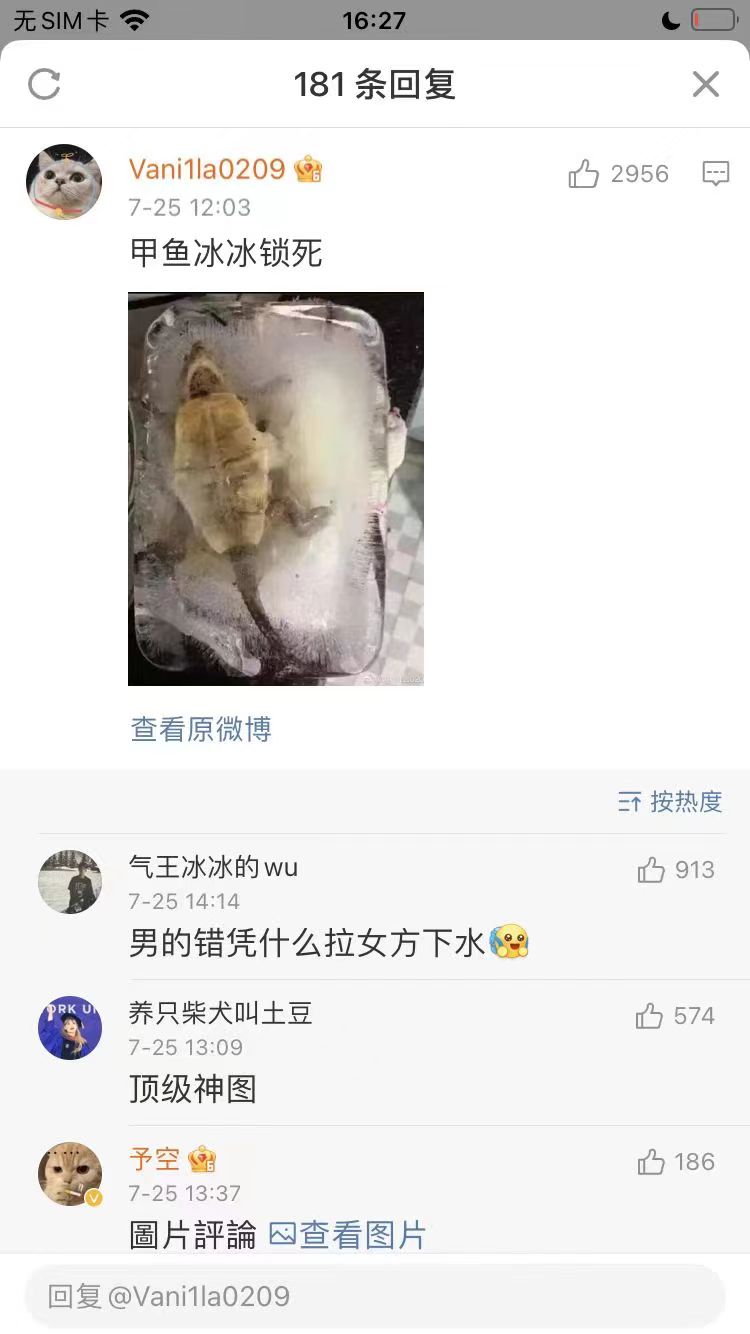 无SIM卡 16:27
181 条回复
Vani1la0209
2956
7-25 12:03
甲鱼冰冰锁死
查看原微博
按热度
气王冰冰的wu
913
7-25 14:14
男的错凭什么拉女方下水
养只柴犬叫土豆
574
7-25 13:09
顶级神图
予空
186
7-25 13:37
圖片評論 查看图片
回复@Vani1la0209